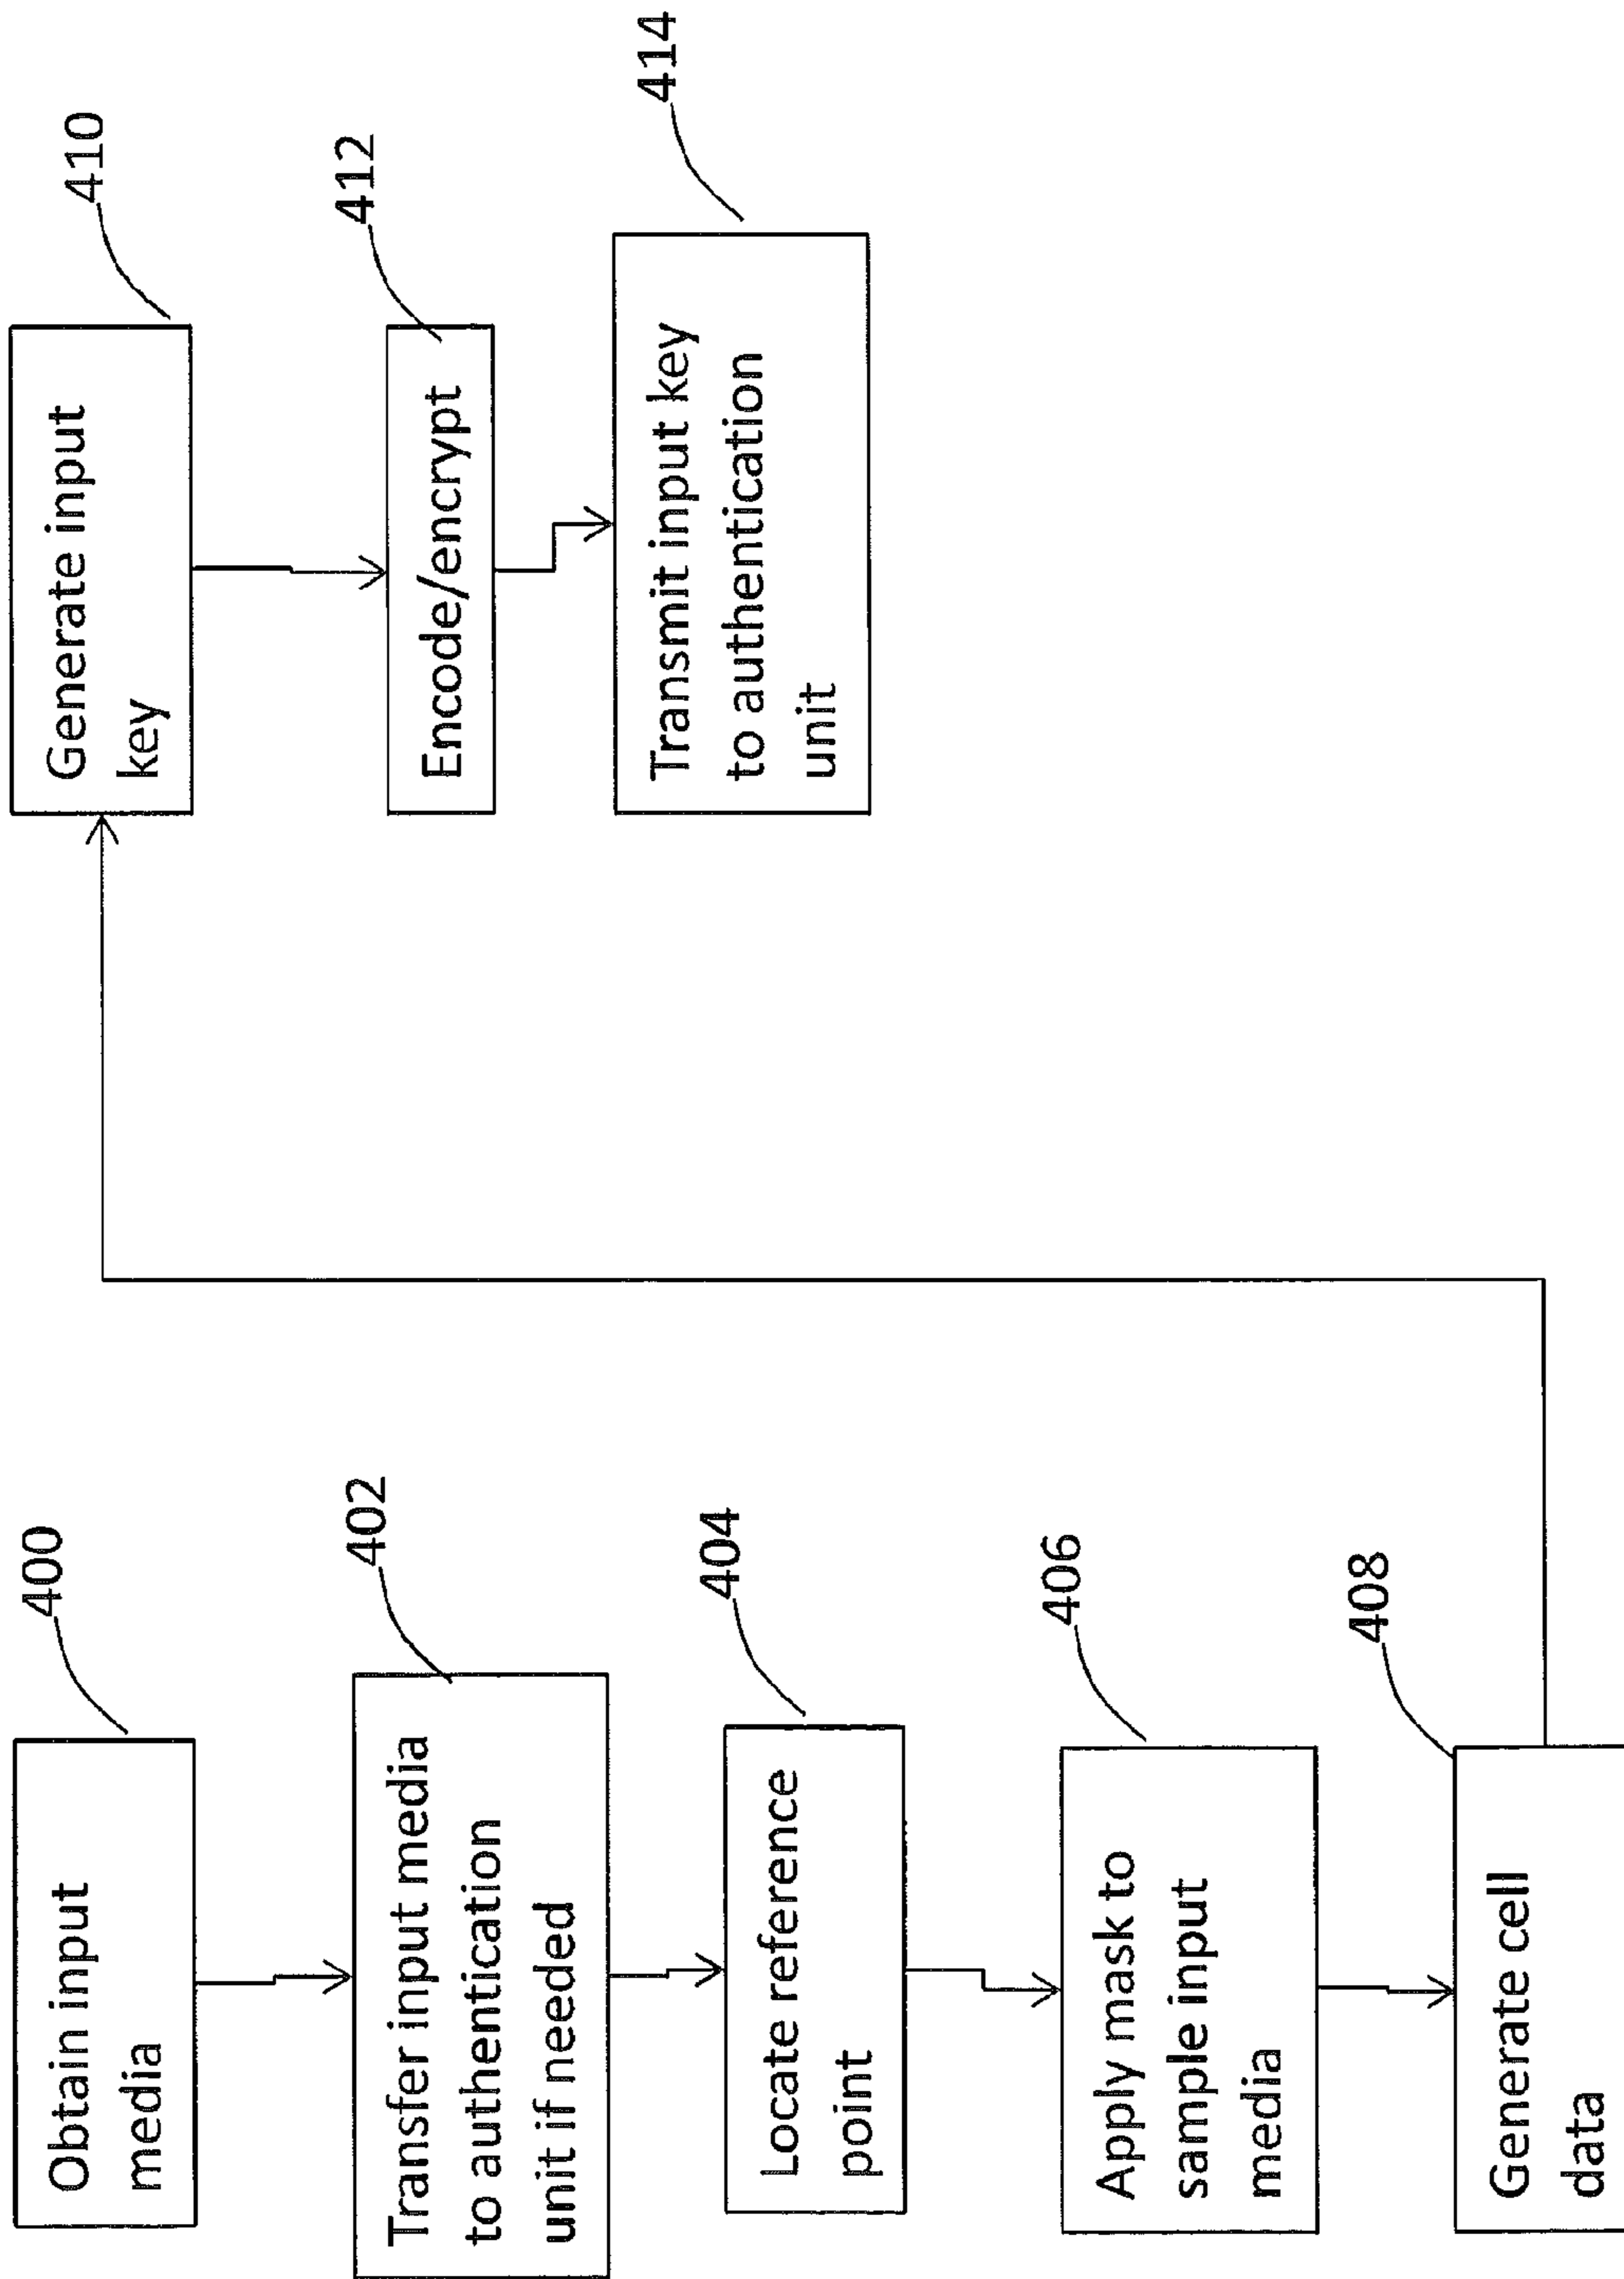 Obtain input
media
400
Transfer input media
to authentication
unit if needed
402
Locate reference
point
404
Apply mask to
sample input
media
406
Generate cell
data
408
Generate input
key
410
Encode/encrypt
412
Transmit input key
to authentication
unit
414